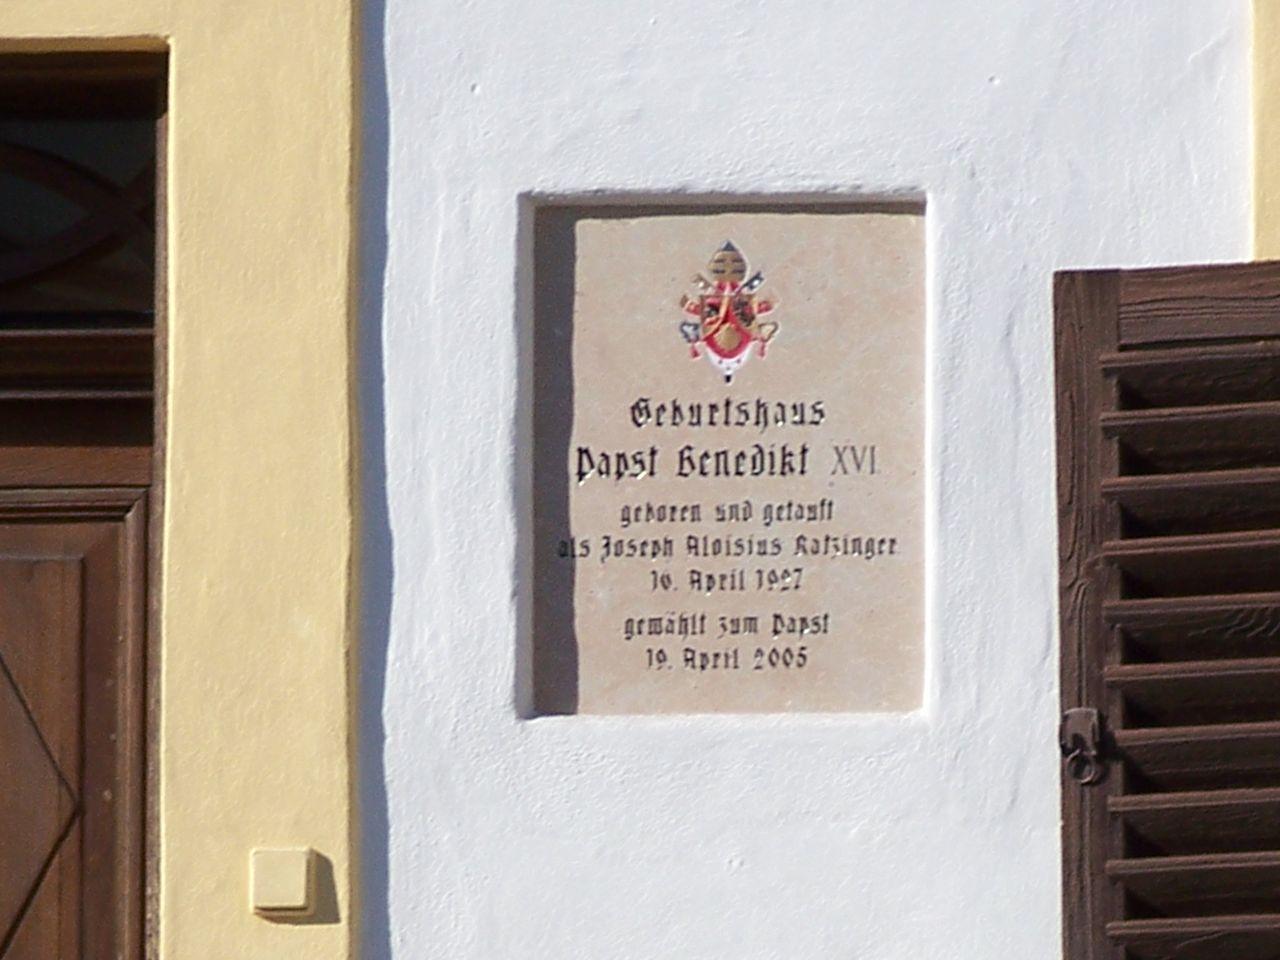 Geburtshaus
Papst Benedikt XVI.
geboren und getauft
als Joseph Aloisius Ratzinger
16. April 1927
gewählt zum Papst
19. April 2005